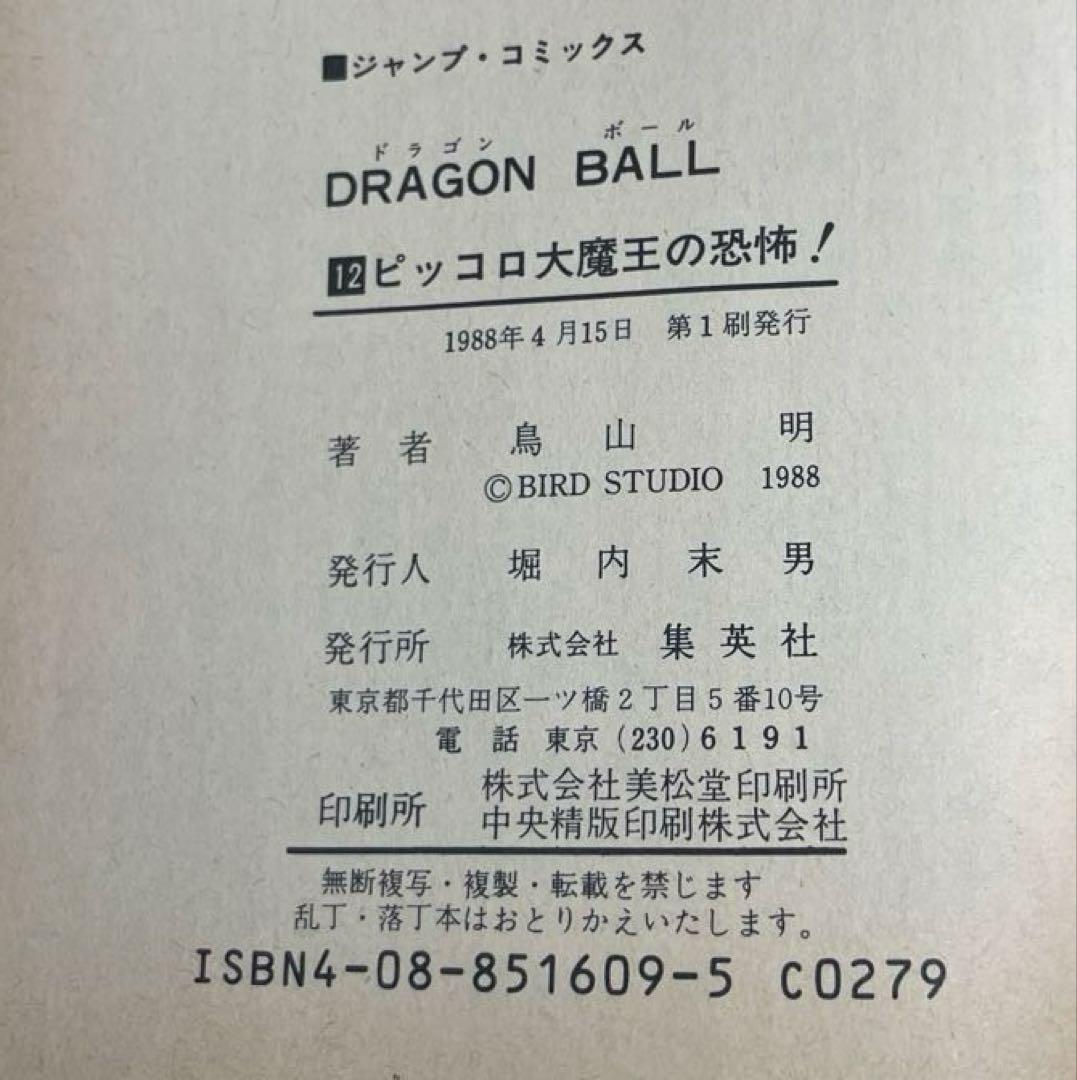 ■ジャンプ・コミックス
ドラゴン ボール
DRAGON BALL
12ピッコロ大魔王の恐怖!
1988年4月15日 第1刷発行
著者 鳥山明
©BIRD STUDIO 1988
発行人 堀内末男
発行所 株式会社 集英社
東京都千代田区一ツ橋2丁目5番10号
電話 東京(230)6191
印刷所 株式会社美松堂印刷所
中央精版印刷株式会社
無断複写・複製・転載を禁じます
乱丁・落丁本はおとりかえいたします。
ISBN4-08-851609-5 C0279